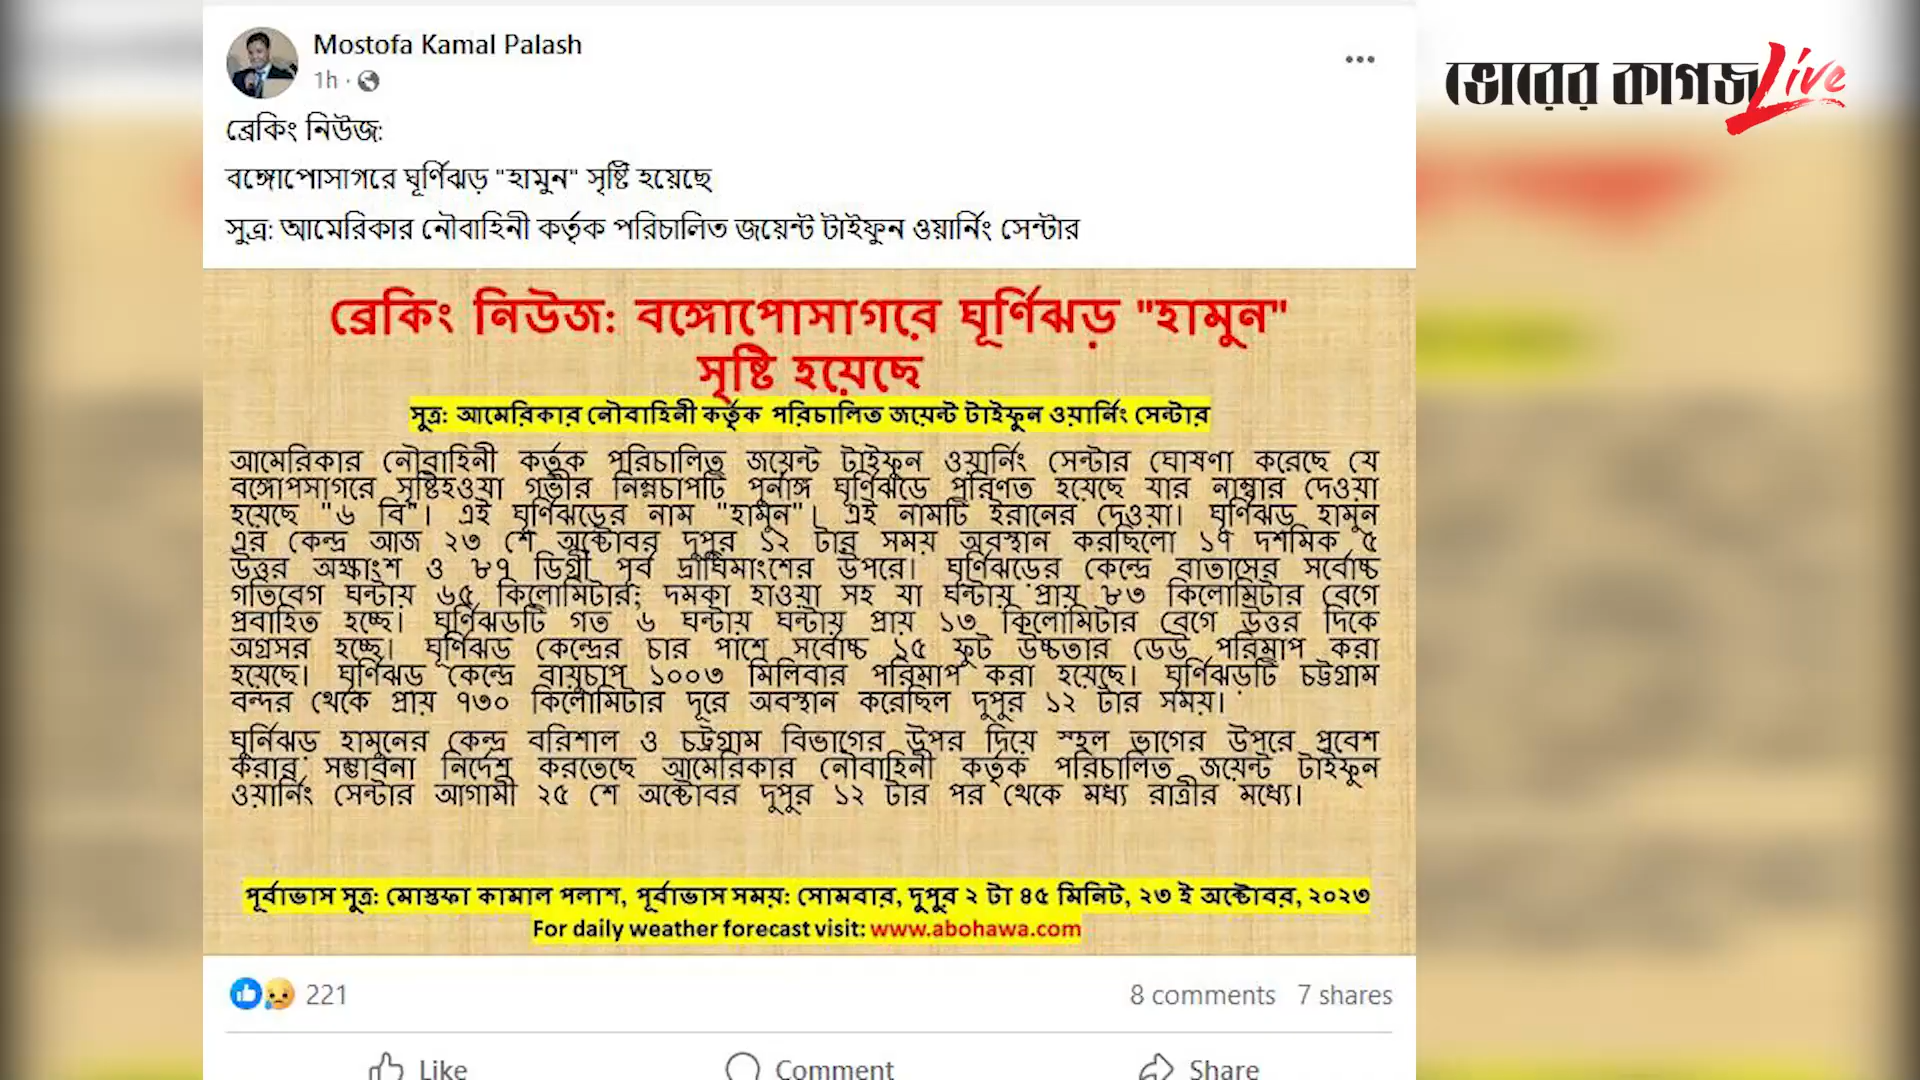 Mostofa Kamal Palash
1h ·
ভোরের কাগজ Live
ব্রেকিং নিউজ:
বঙ্গোপোসাগরে ঘূর্ণিঝড় "হামুন" সৃষ্টি হয়েছে
সুত্র: আমেরিকার নৌবাহিনী কর্তৃক পরিচালিত জয়েন্ট টাইফুন ওয়ার্নিং সেন্টার
ব্রেকিং নিউজ: বঙ্গোপোসাগরে ঘূর্ণিঝড় "হামুন"
সৃষ্টি হয়েছে
সুত্র: আমেরিকার নৌবাহিনী কর্তৃক পরিচালিত জয়েন্ট টাইফুন ওয়ার্নিং সেন্টার
আমেরিকার নৌবাহিনী কর্তৃক পরিচালিত জয়েন্ট টাইফুন ওয়ার্নিং সেন্টার ঘোষণা করেছে যে
বঙ্গোপসাগরে সৃষ্টিহওয়া গভীর নিম্নচাপটি পূর্নাঙ্গ ঘূর্ণিঝড়ে পরিণত হয়েছে যার নাম্বার দেওয়া
হয়েছে "৬ বি"। এই ঘূর্ণিঝড়ের নাম "হামুন"। এই নামটি ইরানের দেওয়া। ঘূর্ণিঝড় হামুন
এর কেন্দ্র আজ ২৩ শে অক্টোবর দুপুর ১২ টার সময় অবস্থান করছিলো ১৭ দশমিক ৫
উত্তর অক্ষাংশ ও ৮৭ ডিগ্রী পূর্ব দ্রাঘিমাংশের উপরে। ঘূর্ণিঝড়ের কেন্দ্রে বাতাসের সর্বোচ্চ
গতিবেগ ঘন্টায় ৬৫ কিলোমিটার; দমকা হাওয়া সহ যা ঘন্টায় প্রায় ৮৩ কিলোমিটার বেগে
প্রবাহিত হচ্ছে। ঘূর্ণিঝড়টি গত ৬ ঘন্টায় ঘন্টায় প্রায় ১৩ কিলোমিটার বেগে উত্তর দিকে
অগ্রসর হচ্ছে। ঘূর্ণিঝড় কেন্দ্রের চার পাশে সর্বোচ্চ ১৫ ফুট উচ্চতার ঢেউ পরিমাপ করা
হয়েছে। ঘূর্ণিঝড় কেন্দ্রে বায়ুচাপ ১০০৩ মিলিবার পরিমাপ করা হয়েছে। ঘূর্ণিঝড়টি চট্টগ্রাম
বন্দর থেকে প্রায় ৭৩০ কিলোমিটার দূরে অবস্থান করেছিল দুপুর ১২ টার সময়।
ঘূর্নিঝড় হামুনের কেন্দ্র বরিশাল ও চট্টগ্রাম বিভাগের উপর দিয়ে স্হল ভাগের উপরে প্রবেশ
করার সম্ভাবনা নির্দেশ করতেছে আমেরিকার নৌবাহিনী কর্তৃক পরিচালিত জয়েন্ট টাইফুন
ওয়ার্নিং সেন্টার আগামী ২৫ শে অক্টোবর দুপুর ১২ টার পর থেকে মধ্য রাত্রীর মধ্যে।
পূর্বাভাস সুত্র: মোস্তফা কামাল পলাশ, পূর্বাভাস সময়: সোমবার, দুপুর ২ টা ৪৫ মিনিট, ২৩ ই অক্টোবর, ২০২৩
For daily weather forecast visit: www.abohawa.com
221
8 comments 7 shares
Like Comment Share